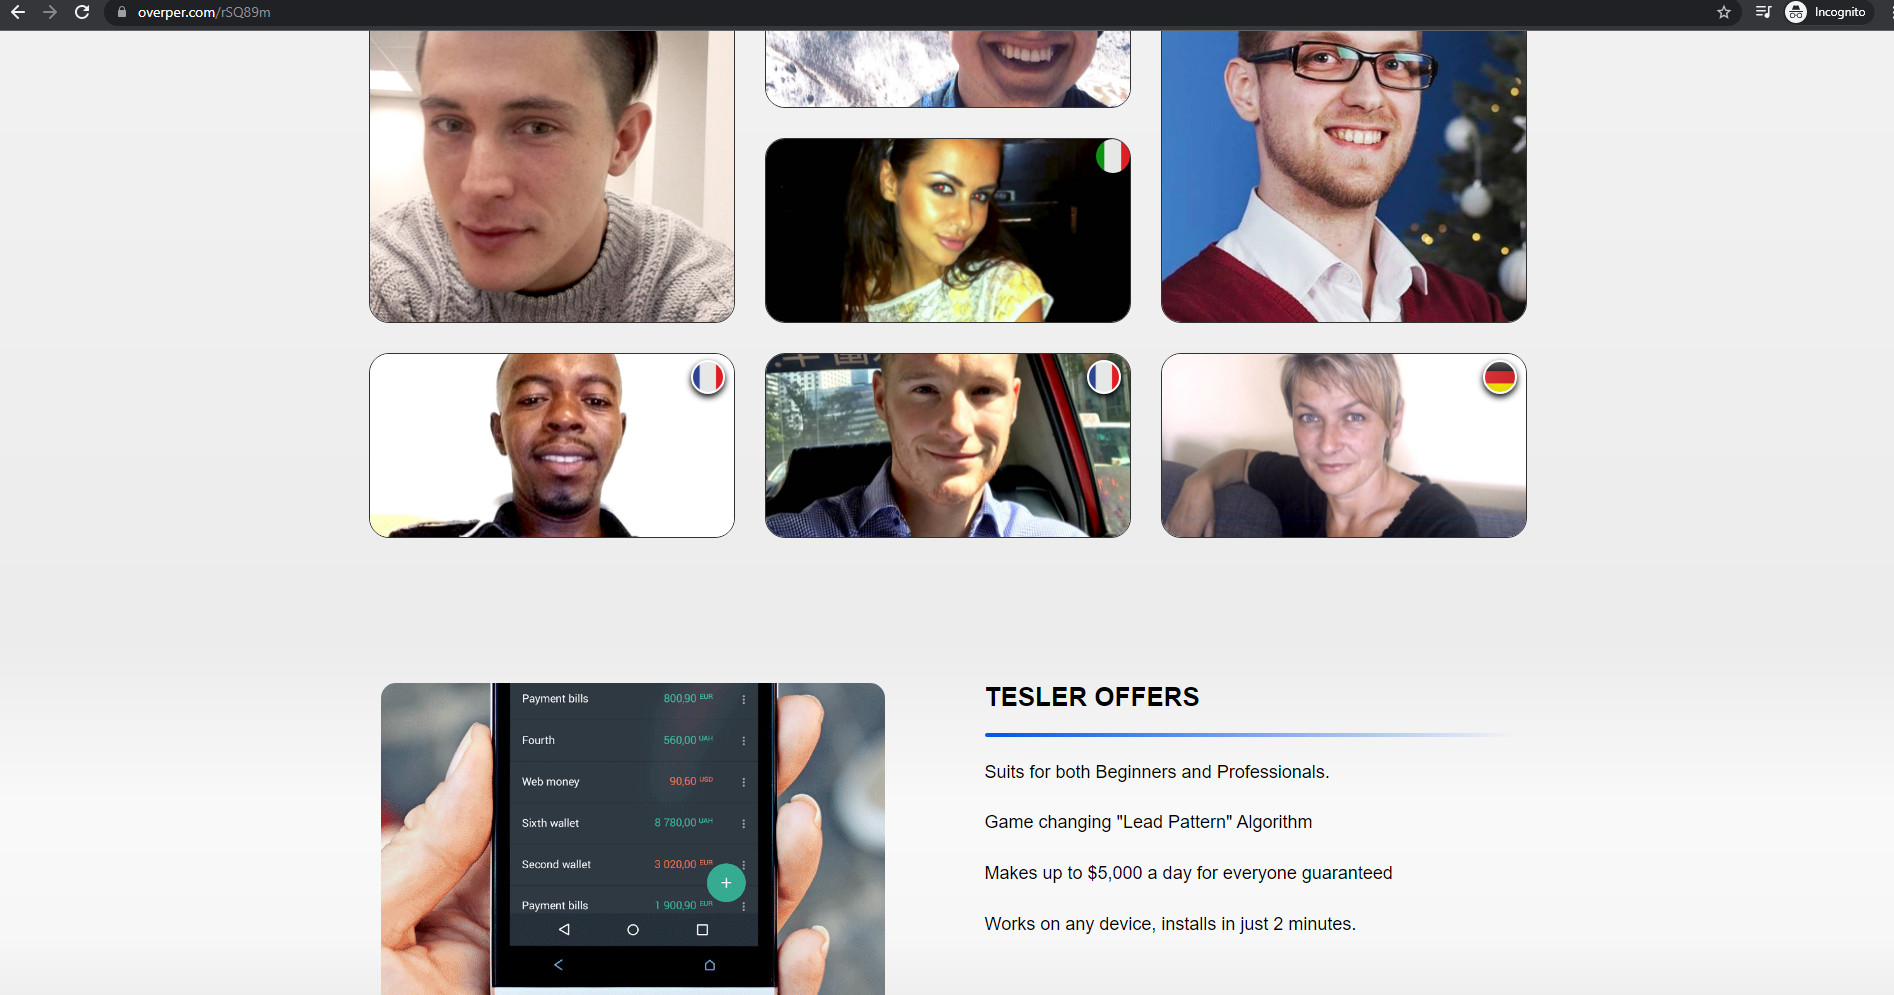 overper.com/rSQ89m
Incognito
Payment bills 800,90 EUR
Fourth 560,00 UAH
Web money 90,60 USD
Sixth wallet 8 780,00 UAH
Second wallet 3 020,00 EUR
Payment bills 1 900,90 EUR
TESLER OFFERS
Suits for both Beginners and Professionals.
Game changing "Lead Pattern" Algorithm
Makes up to $5,000 a day for everyone guaranteed
Works on any device, installs in just 2 minutes.